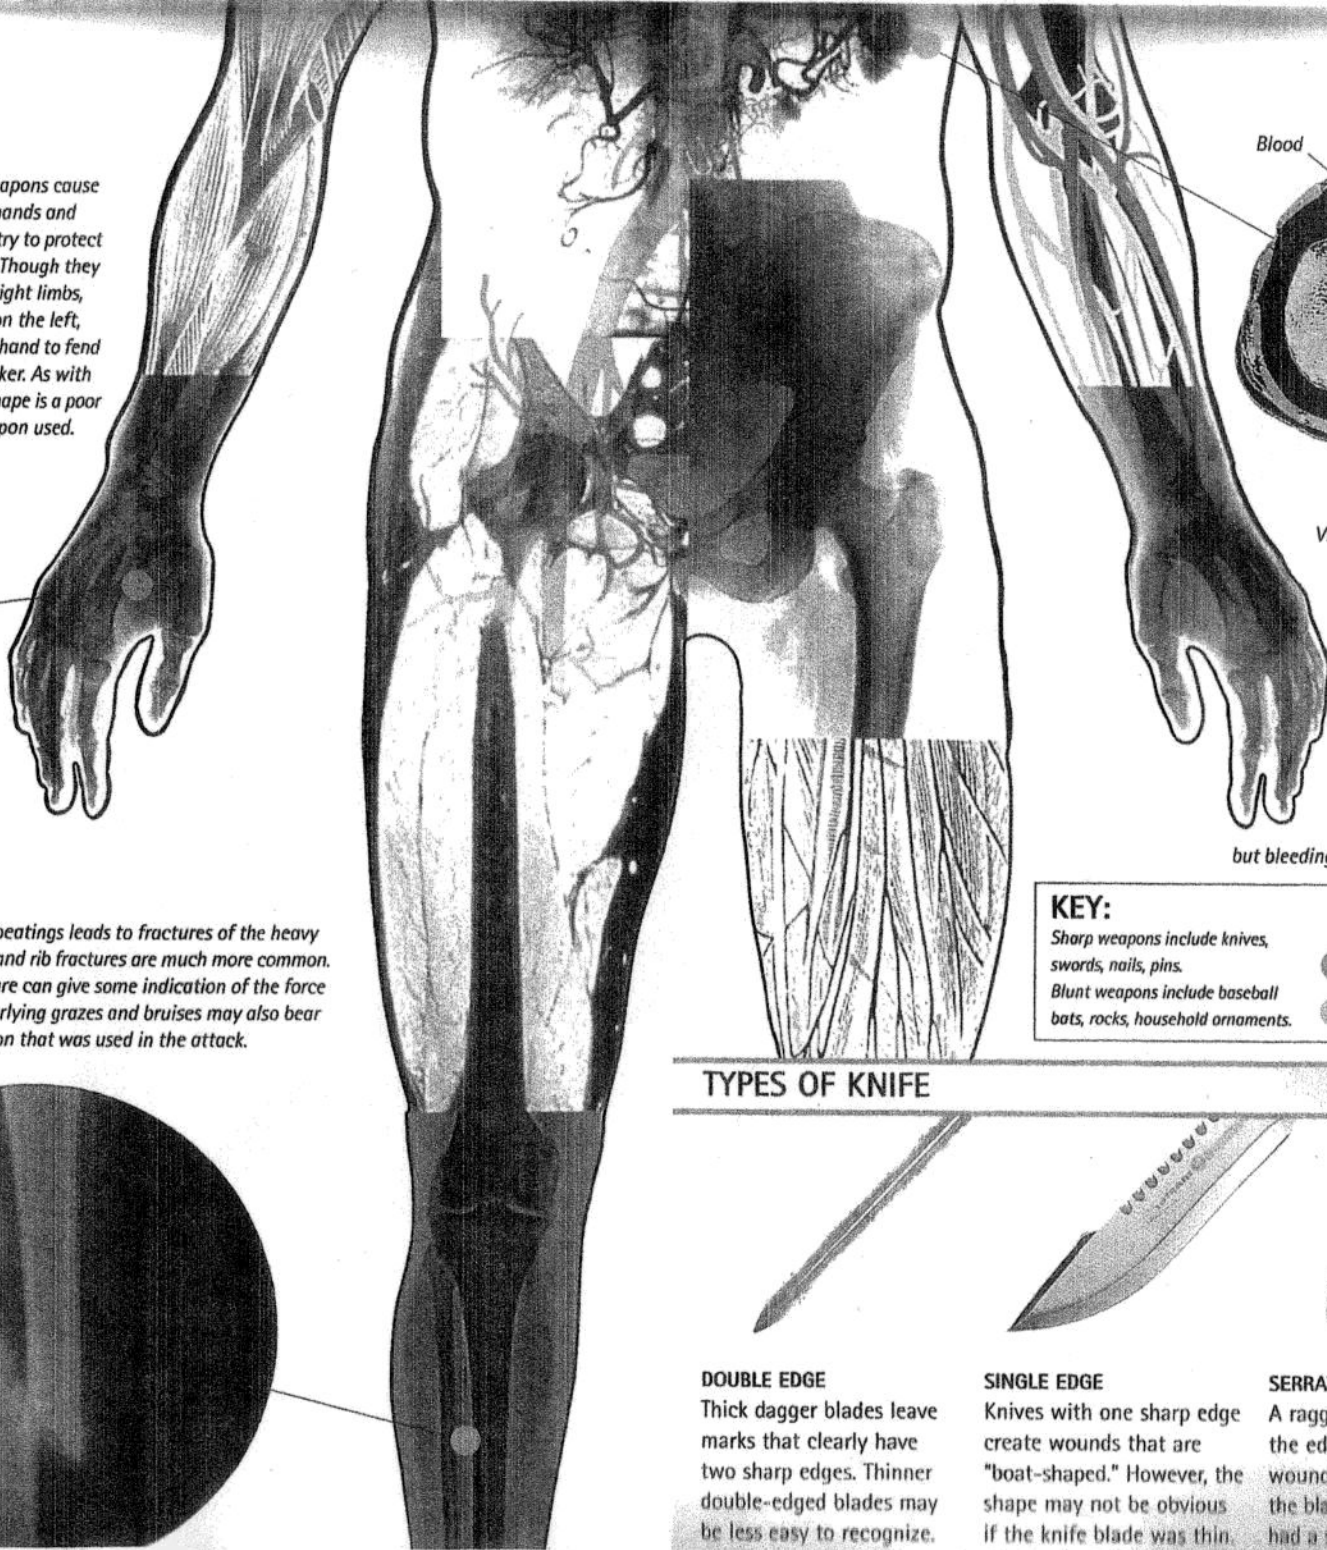 apons cause
ands and
try to protect
Though they
ight limbs,
on the left,
hand to fend
ker. As with
ape is a poor
pon used.
Blood
but bleeding
KEY:
Sharp weapons include knives,
swords, nails, pins.
Blunt weapons include baseball
bats, rocks, household ornaments.
beatings leads to fractures of the heavy
and rib fractures are much more common.
re can give some indication of the force
rlying grazes and bruises may also bear
on that was used in the attack.
TYPES OF KNIFE
DOUBLE EDGE
Thick dagger blades leave
marks that clearly have
two sharp edges. Thinner
double-edged blades may
be less easy to recognize.
SINGLE EDGE
Knives with one sharp edge
create wounds that are
"boat-shaped." However, the
shape may not be obvious
if the knife blade was thin.
SERRA
A ragg
the ed
wound
the bla
had a